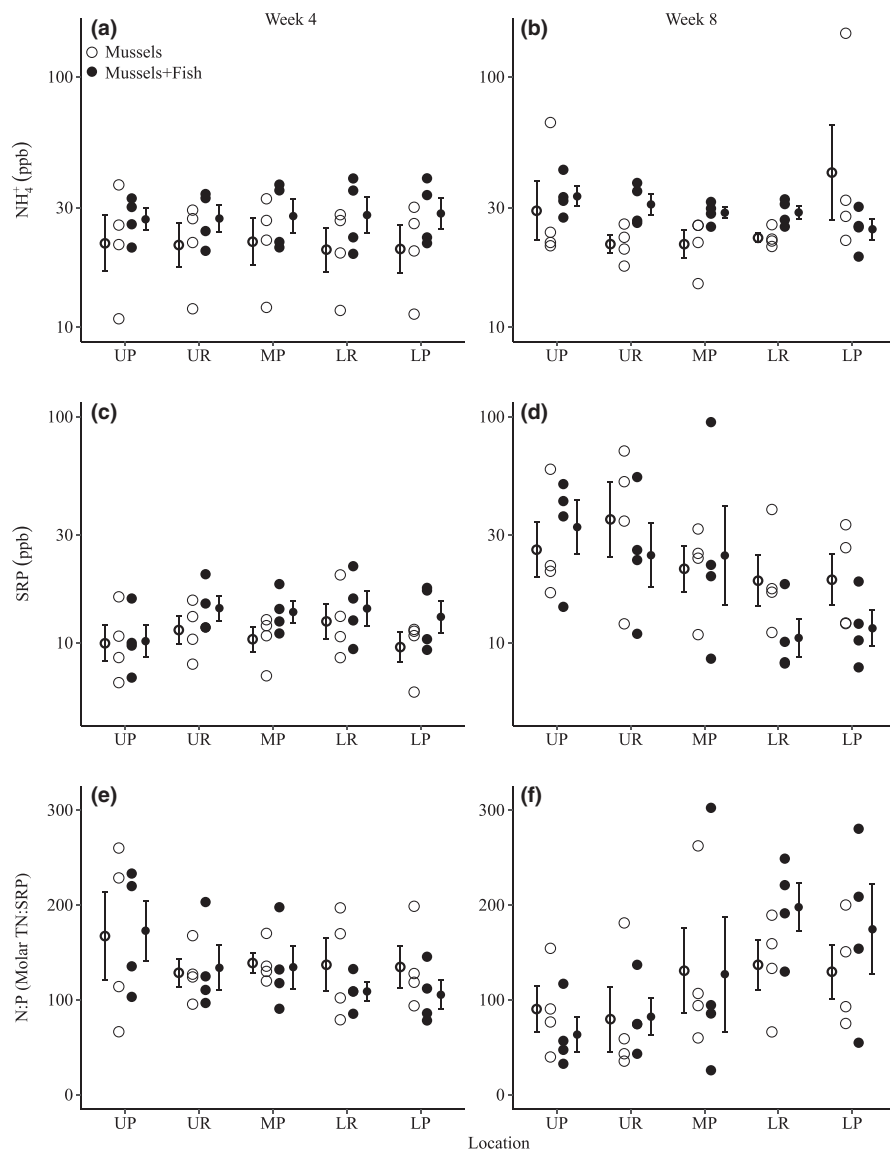 Week 4
Week 8
(a)
(b)
Mussels
Mussels+Fish
NH₄⁺ (ppb)
100
30
10
UP UR MP LR LP
100
30
10
UP UR MP LR LP
(c)
(d)
SRP (ppb)
100
30
10
UP UR MP LR LP
100
30
10
UP UR MP LR LP
(e)
(f)
N:P (Molar TN:SRP)
300
200
100
0
UP UR MP LR LP
300
200
100
0
UP UR MP LR LP
Location